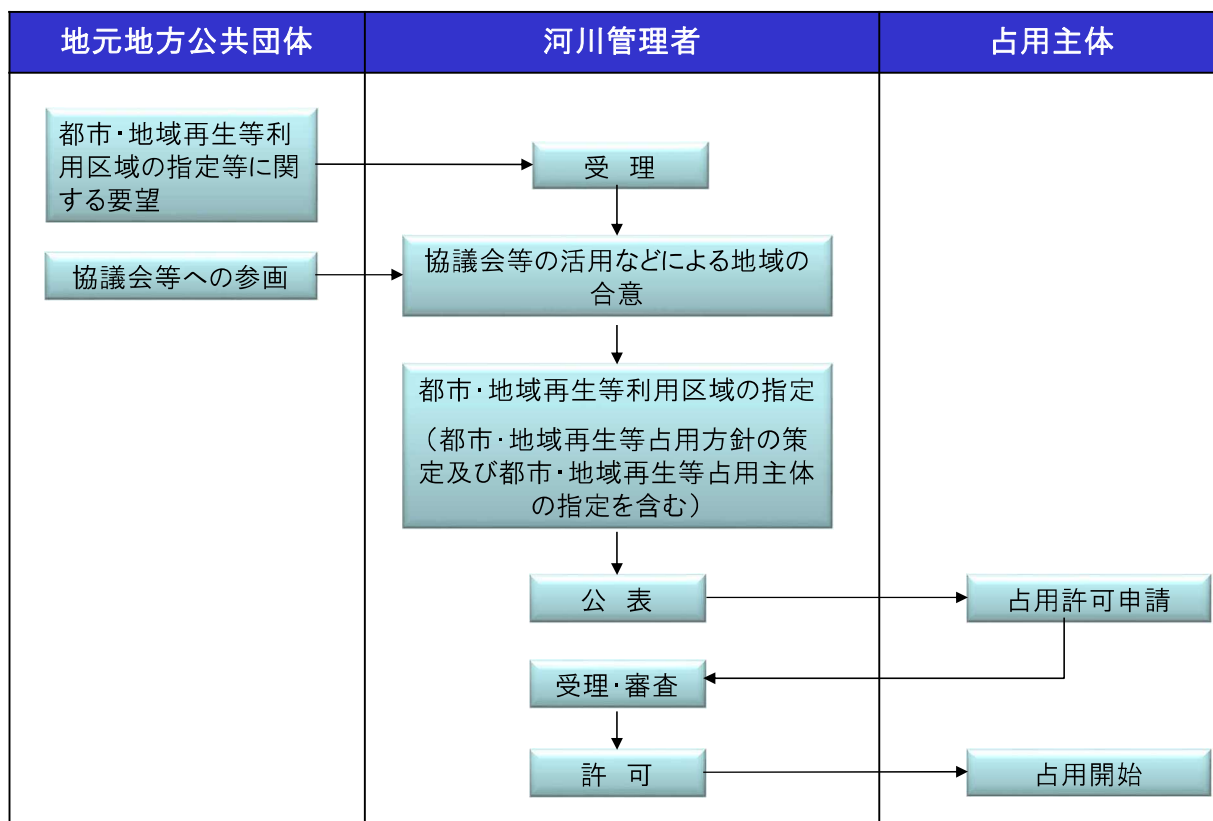 地元地方公共団体
河川管理者
占用主体
都市・地域再生等利
用区域の指定等に関
する要望
受　理
協議会等への参画
協議会等の活用などによる地域の
合意
都市・地域再生等利用区域の指定
（都市・地域再生等占用方針の策
定及び都市・地域再生等占用主体
の指定を含む）
公　表
占用許可申請
受理・審査
許　可
占用開始